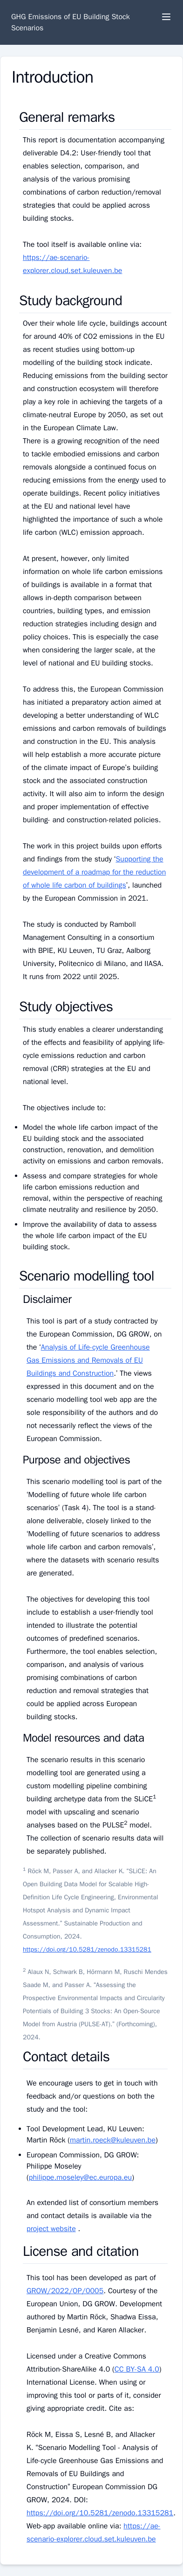 GHG Emissions of EU Building Stock
Scenarios
Introduction
General remarks
This report is documentation accompanying
deliverable D4.2: User-friendly tool that
enables selection, comparison, and
analysis of the various promising
combinations of carbon reduction/removal
strategies that could be applied across
building stocks.
The tool itself is available online via:
https://ae-scenario-
explorer.cloud.set.kuleuven.be
Study background
Over their whole life cycle, buildings account
for around 40% of CO2 emissions in the EU
as recent studies using bottom-up
modelling of the building stock indicate.
Reducing emissions from the building sector
and construction ecosystem will therefore
play a key role in achieving the targets of a
climate-neutral Europe by 2050, as set out
in the European Climate Law.
There is a growing recognition of the need
to tackle embodied emissions and carbon
removals alongside a continued focus on
reducing emissions from the energy used to
operate buildings. Recent policy initiatives
at the EU and national level have
highlighted the importance of such a whole
life carbon (WLC) emission approach.
At present, however, only limited
information on whole life carbon emissions
of buildings is available in a format that
allows in-depth comparison between
countries, building types, and emission
reduction strategies including design and
policy choices. This is especially the case
when considering the larger scale, at the
level of national and EU building stocks.
To address this, the European Commission
has initiated a preparatory action aimed at
developing a better understanding of WLC
emissions and carbon removals of buildings
and construction in the EU. This analysis
will help establish a more accurate picture
of the climate impact of Europe's building
stock and the associated construction
activity. It will also aim to inform the design
and proper implementation of effective
building- and construction-related policies.
The work in this project builds upon efforts
and findings from the study 'Supporting the
development of a roadmap for the reduction
of whole life carbon of buildings', launched
by the European Commission in 2021.
The study is conducted by Ramboll
Management Consulting in a consortium
with BPIE, KU Leuven, TU Graz, Aalborg
University, Politecnico di Milano, and IIASA.
It runs from 2022 until 2025.
Study objectives
This study enables a clearer understanding
of the effects and feasibility of applying life-
cycle emissions reduction and carbon
removal (CRR) strategies at the EU and
national level.
The objectives include to:
• Model the whole life carbon impact of the
EU building stock and the associated
construction, renovation, and demolition
activity on emissions and carbon removals.
• Assess and compare strategies for whole
life carbon emissions reduction and
removal, within the perspective of reaching
climate neutrality and resilience by 2050.
• Improve the availability of data to assess
the whole life carbon impact of the EU
building stock.
Scenario modelling tool
Disclaimer
This tool is part of a study contracted by
the European Commission, DG GROW, on
the 'Analysis of Life-cycle Greenhouse
Gas Emissions and Removals of EU
Buildings and Construction.' The views
expressed in this document and on the
scenario modelling tool web app are the
sole responsibility of the authors and do
not necessarily reflect the views of the
European Commission.
Purpose and objectives
This scenario modelling tool is part of the
'Modelling of future whole life carbon
scenarios' (Task 4). The tool is a stand-
alone deliverable, closely linked to the
'Modelling of future scenarios to address
whole life carbon and carbon removals',
where the datasets with scenario results
are generated.
The objectives for developing this tool
include to establish a user-friendly tool
intended to illustrate the potential
outcomes of predefined scenarios.
Furthermore, the tool enables selection,
comparison, and analysis of various
promising combinations of carbon
reduction and removal strategies that
could be applied across European
building stocks.
Model resources and data
The scenario results in this scenario
modelling tool are generated using a
custom modelling pipeline combining
building archetype data from the SLiCE1
model with upscaling and scenario
analyses based on the PULSE2 model.
The collection of scenario results data will
be separately published.
1 Röck M, Passer A, and Allacker K. "SLiCE: An
Open Building Data Model for Scalable High-
Definition Life Cycle Engineering, Environmental
Hotspot Analysis and Dynamic Impact
Assessment." Sustainable Production and
Consumption, 2024.
https://doi.org/10.5281/zenodo.13315281
2 Alaux N, Schwark B, Hörmann M, Ruschi Mendes
Saade M, and Passer A. "Assessing the
Prospective Environmental Impacts and Circularity
Potentials of Building 3 Stocks: An Open-Source
Model from Austria (PULSE-AT)." (Forthcoming),
2024.
Contact details
We encourage users to get in touch with
feedback and/or questions on both the
study and the tool:
• Tool Development Lead, KU Leuven:
Martin Röck (martin.roeck@kuleuven.be)
• European Commission, DG GROW:
Philippe Moseley
(philippe.moseley@ec.europa.eu)
An extended list of consortium members
and contact details is available via the
project website .
License and citation
This tool has been developed as part of
GROW/2022/OP/0005. Courtesy of the
European Union, DG GROW. Development
authored by Martin Röck, Shadwa Eissa,
Benjamin Lesné, and Karen Allacker.
Licensed under a Creative Commons
Attribution-ShareAlike 4.0 (CC BY-SA 4.0)
International License. When using or
improving this tool or parts of it, consider
giving appropriate credit. Cite as:
Röck M, Eissa S, Lesné B, and Allacker
K. "Scenario Modelling Tool - Analysis of
Life-cycle Greenhouse Gas Emissions and
Removals of EU Buildings and
Construction" European Commission DG
GROW, 2024. DOI:
https://doi.org/10.5281/zenodo.13315281.
Web-app available online via: https://ae-
scenario-explorer.cloud.set.kuleuven.be